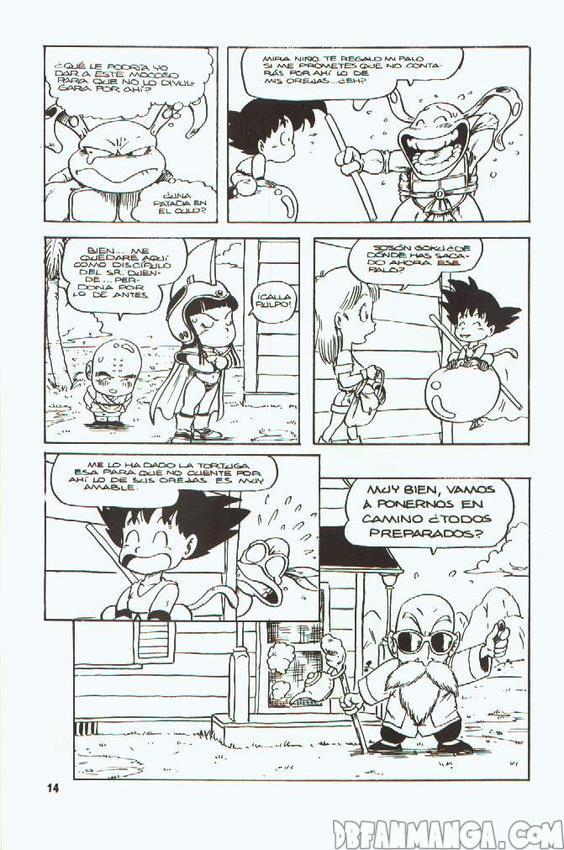 ¿QUÉ LE PODRÍA YO
DAR A ESTE MOCOSO
PARA QUE NO LO DIVUL-
GARA POR AHÍ?
¿UNA
PATADA EN
EL CULO?
MIRA NIÑO, TE REGALO MI PALO
SI ME PROMETES QUE NO CONTA-
RÁS POR AHÍ LO DE
MIS OREJAS... ¿EH?
BIEN... ME
QUEDARÉ AQUÍ
COMO DISCÍPULO
DEL SR. DUEN-
DE... PER-
DONA POR
LO DE ANTES.
¡CALLA
PULPO!
SOSÓN GOKU ¿DE
DÓNDE HAS SACA-
DO AHORA ESE
PALO?
ME LO HA DADO LA TORTUGA
ESA PARA QUE NO CUENTE POR
AHÍ LO DE SUS OREJAS. ES MUY
AMABLE.
MUY BIEN, VAMOS
A PONERNOS EN
CAMINO ¿TODOS
PREPARADOS?
14
DBFANMANGA.COM